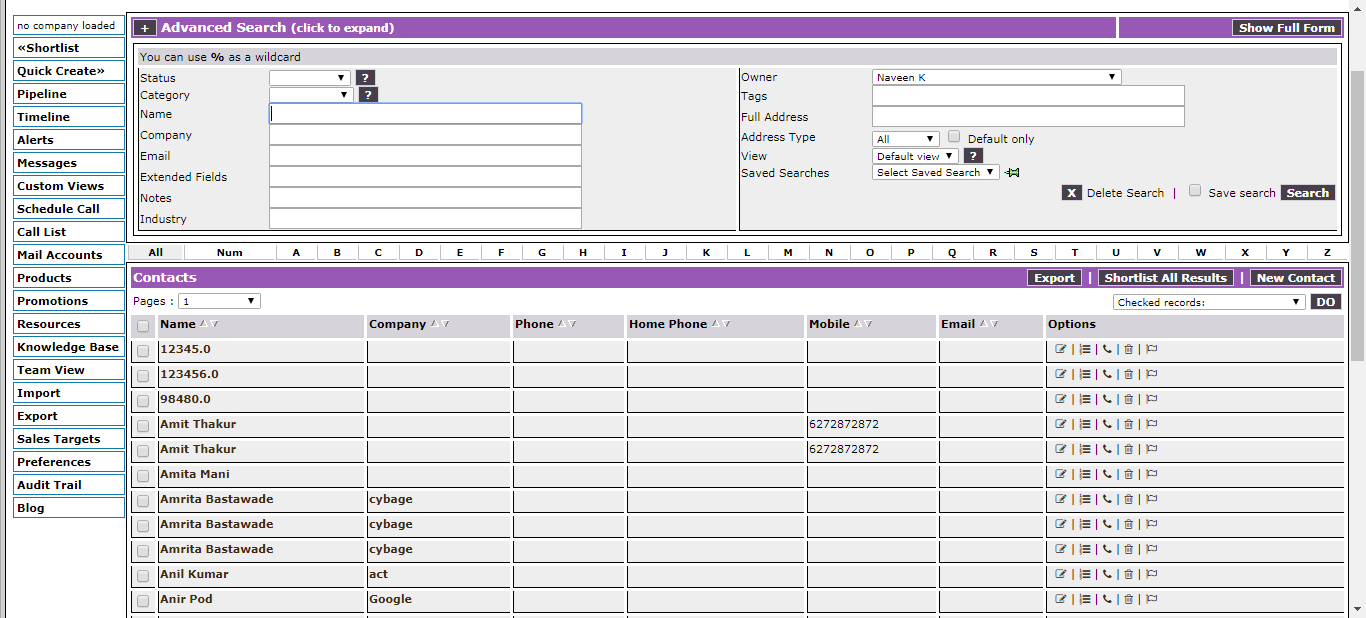 no company loaded
«Shortlist
Quick Create»
Pipeline
Timeline
Alerts
Messages
Custom Views
Schedule Call
Call List
Mail Accounts
Products
Promotions
Resources
Knowledge Base
Team View
Import
Export
Sales Targets
Preferences
Audit Trail
Blog
+ Advanced Search (click to expand) Show Full Form
You can use % as a wildcard
Status ?
Category ?
Name
Company
Email
Extended Fields
Notes
Industry
Owner Naveen K
Tags
Full Address
Address Type All Default only
View Default view ?
Saved Searches Select Saved Search
X Delete Search | Save search Search
All Num A B C D E F G H I J K L M N O P Q R S T U V W X Y Z
Contacts Export | Shortlist All Results | New Contact
Pages : 1 Checked records: DO
Name Company Phone Home Phone Mobile Email Options
12345.0 | | | |
123456.0 | | | |
98480.0 | | | |
Amit Thakur 6272872872 | | | |
Amit Thakur 6272872872 | | | |
Amita Mani | | | |
Amrita Bastawade cybage | | | |
Amrita Bastawade cybage | | | |
Amrita Bastawade cybage | | | |
Anil Kumar act | | | |
Anir Pod Google | | | |